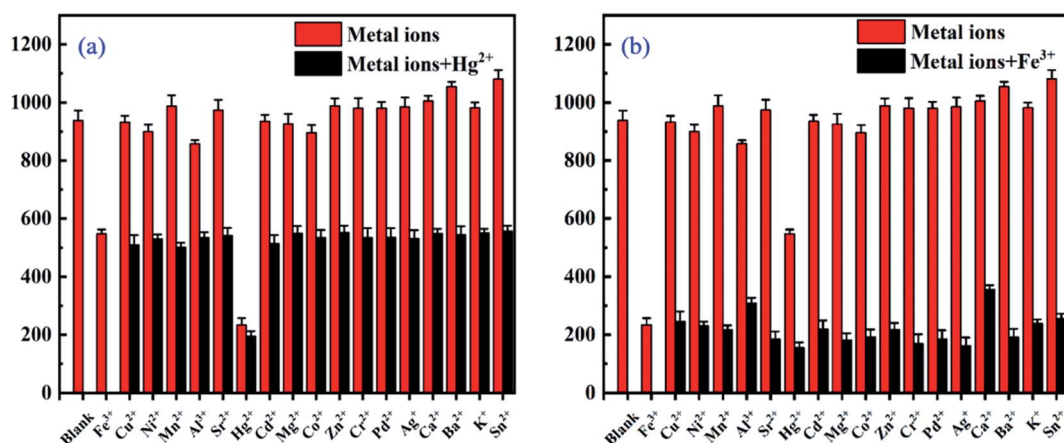 (a)
Metal ions
Metal ions+Hg²⁺
1200
1000
800
600
400
200
0
Blank
Fe³⁺
Cu²⁺
Ni²⁺
Mn²⁺
Al³⁺
Sr²⁺
Hg²⁺
Cd²⁺
Mg²⁺
Co²⁺
Zn²⁺
Cr²⁺
Pd²⁺
Ag⁺
Ca²⁺
Ba²⁺
K⁺
Sn²⁺
(b)
Metal ions
Metal ions+Fe³⁺
1200
1000
800
600
400
200
0
Blank
Fe³⁺
Cu²⁺
Ni²⁺
Mn²⁺
Al³⁺
Sr²⁺
Hg²⁺
Cd²⁺
Mg²⁺
Co²⁺
Zn²⁺
Cr²⁺
Pd²⁺
Ag⁺
Ca²⁺
Ba²⁺
K⁺
Sn²⁺